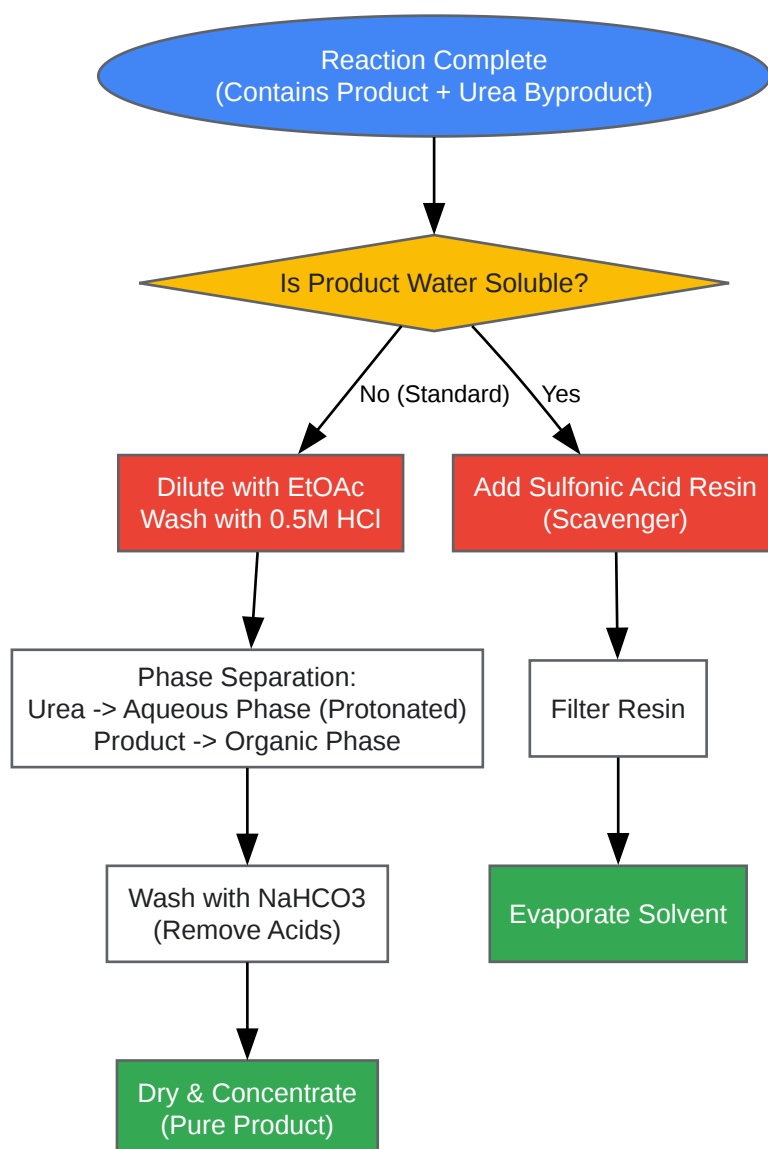 Reaction Complete
(Contains Product + Urea Byproduct)
Is Product Water Soluble?
No (Standard)
Yes
Dilute with EtOAc
Wash with 0.5M HCl
Add Sulfonic Acid Resin
(Scavenger)
Phase Separation:
Urea -> Aqueous Phase (Protonated)
Product -> Organic Phase
Filter Resin
Wash with NaHCO3
(Remove Acids)
Evaporate Solvent
Dry & Concentrate
(Pure Product)